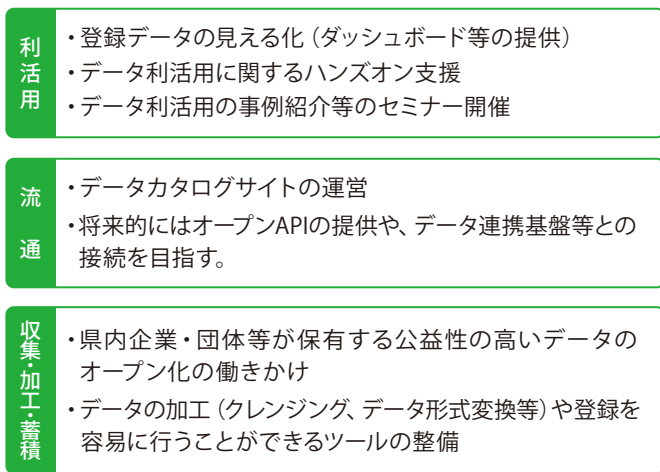 利活用
・登録データの見える化（ダッシュボード等の提供）
・データ利活用に関するハンズオン支援
・データ利活用の事例紹介等のセミナー開催
流通
・データカタログサイトの運営
・将来的にはオープンAPIの提供や、データ連携基盤等との
接続を目指す。
収集・加工・蓄積
・県内企業・団体等が保有する公益性の高いデータの
オープン化の働きかけ
・データの加工（クレンジング、データ形式変換等）や登録を
容易に行うことができるツールの整備